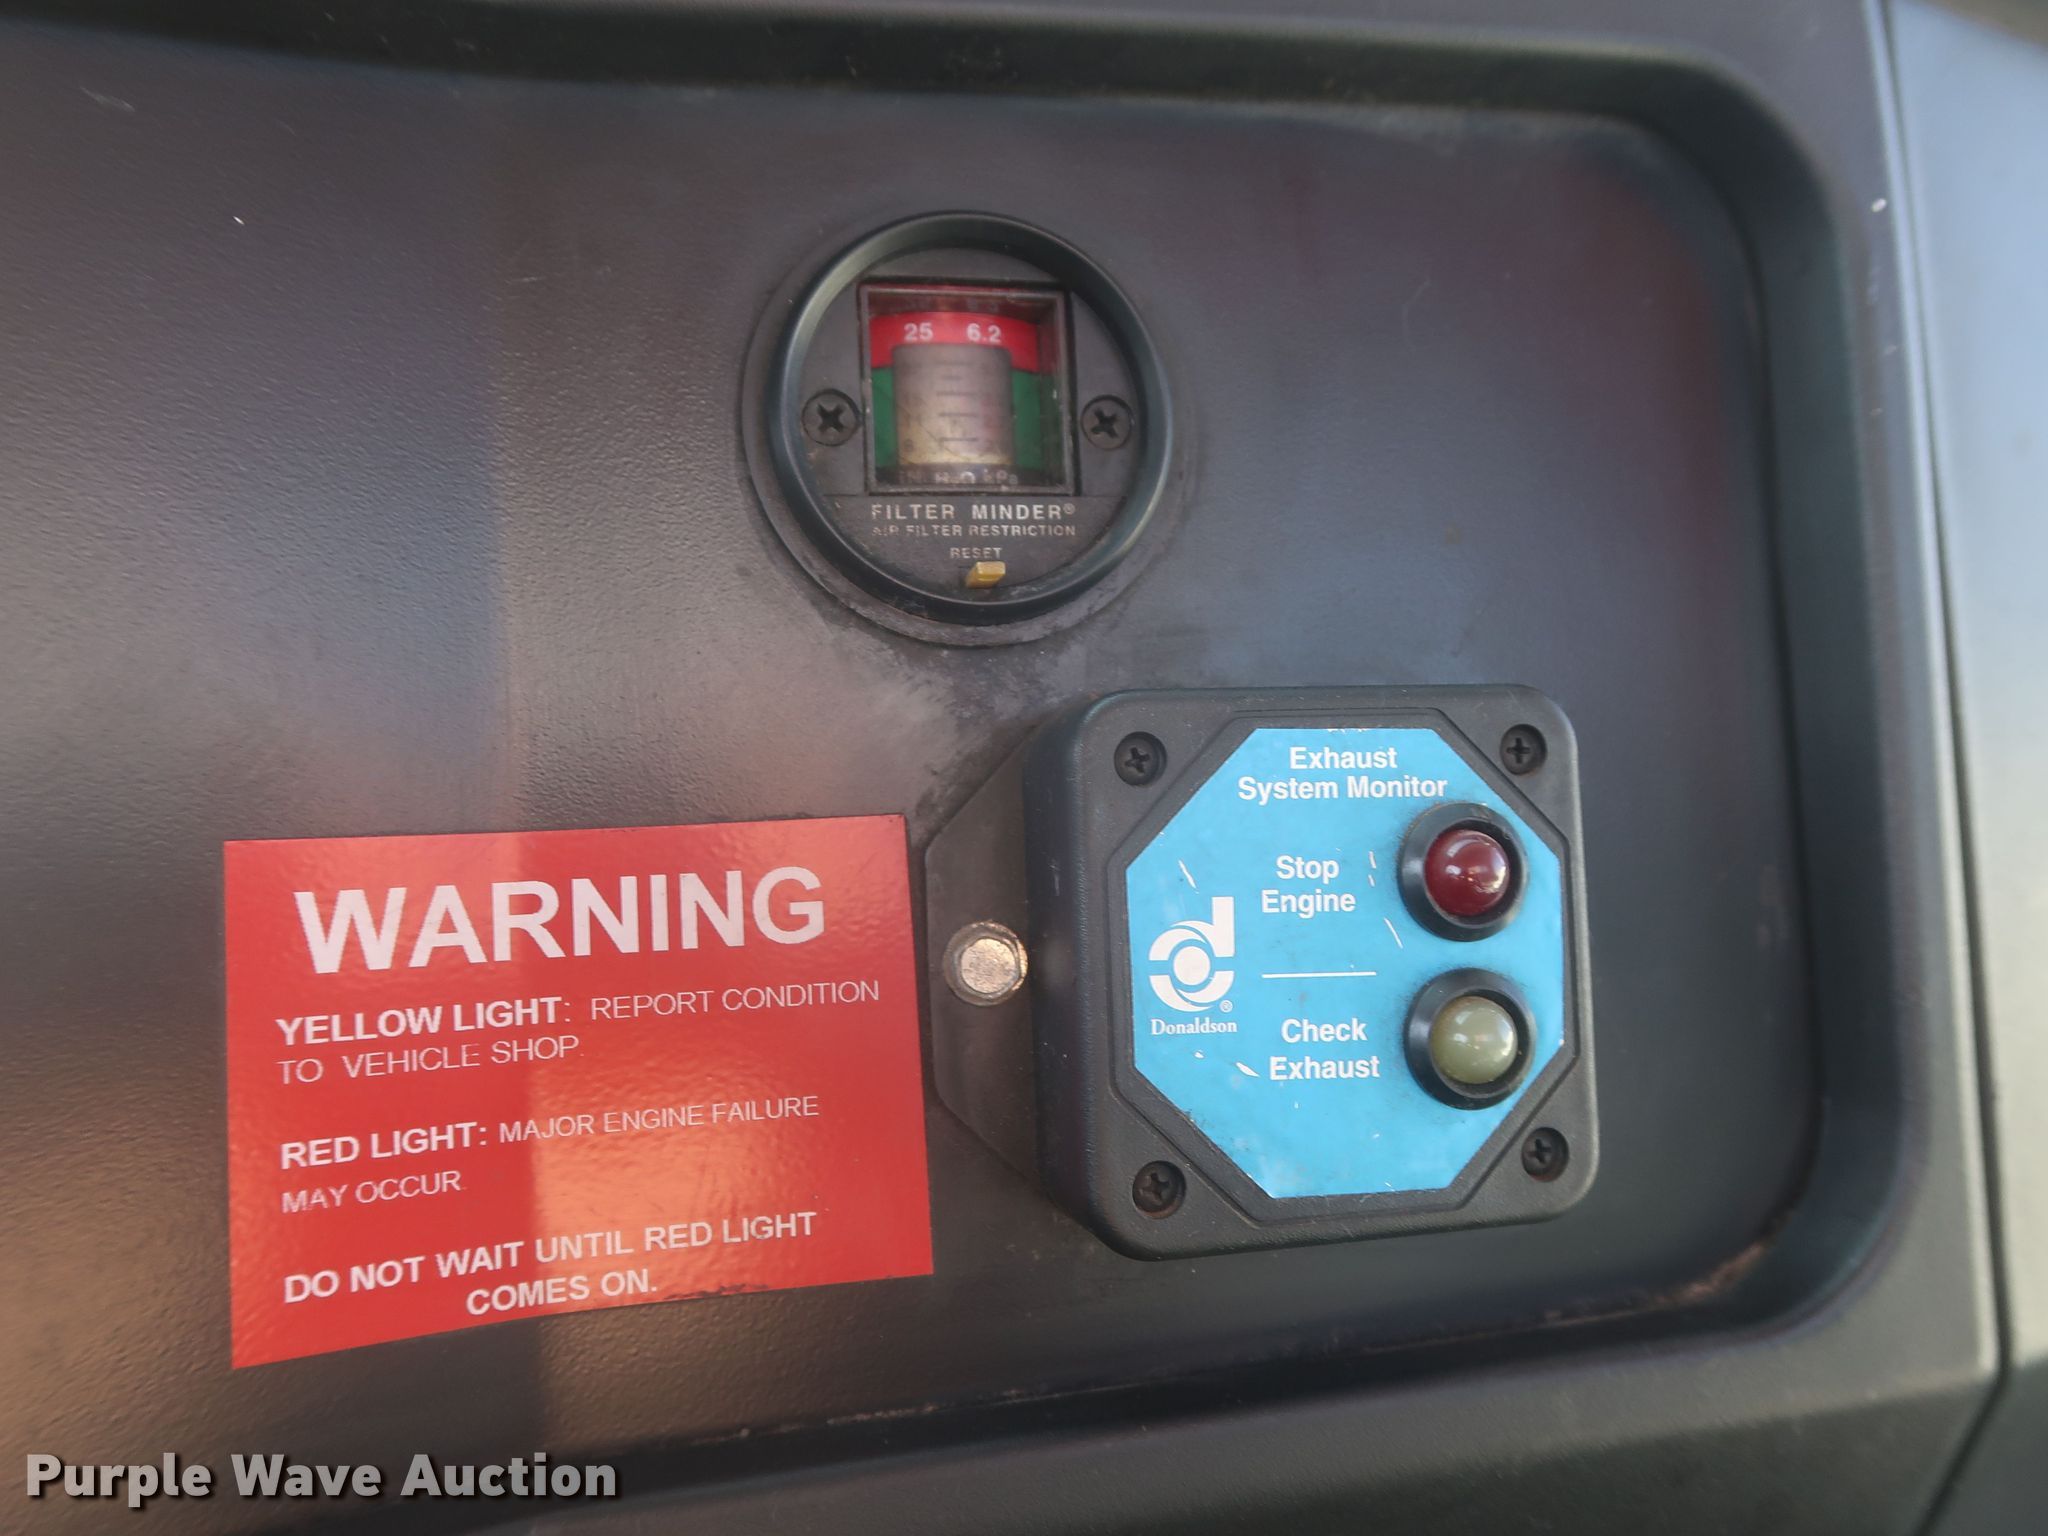 25 6.2
H2O kPa
FILTER MINDER®
AIR FILTER RESTRICTION
RESET
Exhaust
System Monitor
Stop
Engine
Donaldson
®
Check
Exhaust
WARNING
YELLOW LIGHT: REPORT CONDITION
TO VEHICLE SHOP.
RED LIGHT: MAJOR ENGINE FAILURE
MAY OCCUR.
DO NOT WAIT UNTIL RED LIGHT
COMES ON.
Purple Wave Auction